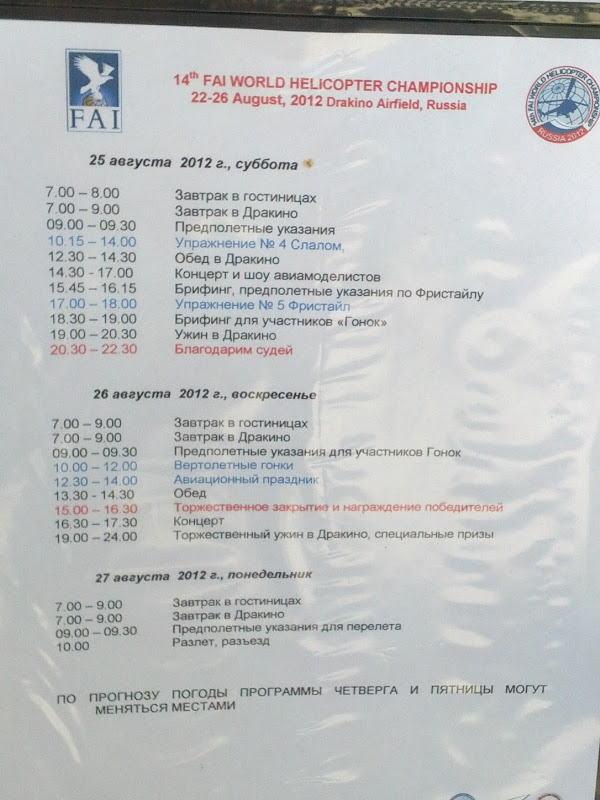 14th FAI WORLD HELICOPTER CHAMPIONSHIP
22-26 August, 2012 Drakino Airfield, Russia
FAI
14th FAI WORLD HELICOPTER CHAMPIONSHIP
RUSSIA 2012
25 августа 2012 г., суббота
7.00 – 8.00 Завтрак в гостиницах
7.00 – 9.00 Завтрак в Дракино
09.00 – 09.30 Предполетные указания
10.15 – 14.00 Упражнение № 4 Слалом,
12.30 – 14.30 Обед в Дракино
14.30 - 17.00 Концерт и шоу авиамоделистов
15.45 – 16.15 Брифинг, предполетные указания по Фристайлу
17.00 – 18.00 Упражнение № 5 Фристайл
18.30 – 19.00 Брифинг для участников «Гонок»
19.00 – 20.30 Ужин в Дракино
20.30 – 22.30 Благодарим судей
26 августа 2012 г., воскресенье
7.00 – 9.00 Завтрак в гостиницах
7.00 – 9.00 Завтрак в Дракино
09.00 – 09.30 Предполетные указания для участников Гонок
10.00 – 12.00 Вертолетные гонки
12.30 – 14.00 Авиационный праздник
13.30 - 14.30 Обед
15.00 – 16.30 Торжественное закрытие и награждение победителей
16.30 – 17.30 Концерт
19.00 – 24.00 Торжественный ужин в Дракино, специальные призы
27 августа 2012 г., понедельник
7.00 – 9.00 Завтрак в гостиницах
7.00 – 9.00 Завтрак в Дракино
09.00 – 09.30 Предполетные указания для перелета
10.00 Разлет, разъезд
ПО ПРОГНОЗУ ПОГОДЫ ПРОГРАММЫ ЧЕТВЕРГА И ПЯТНИЦЫ МОГУТ
МЕНЯТЬСЯ МЕСТАМИ